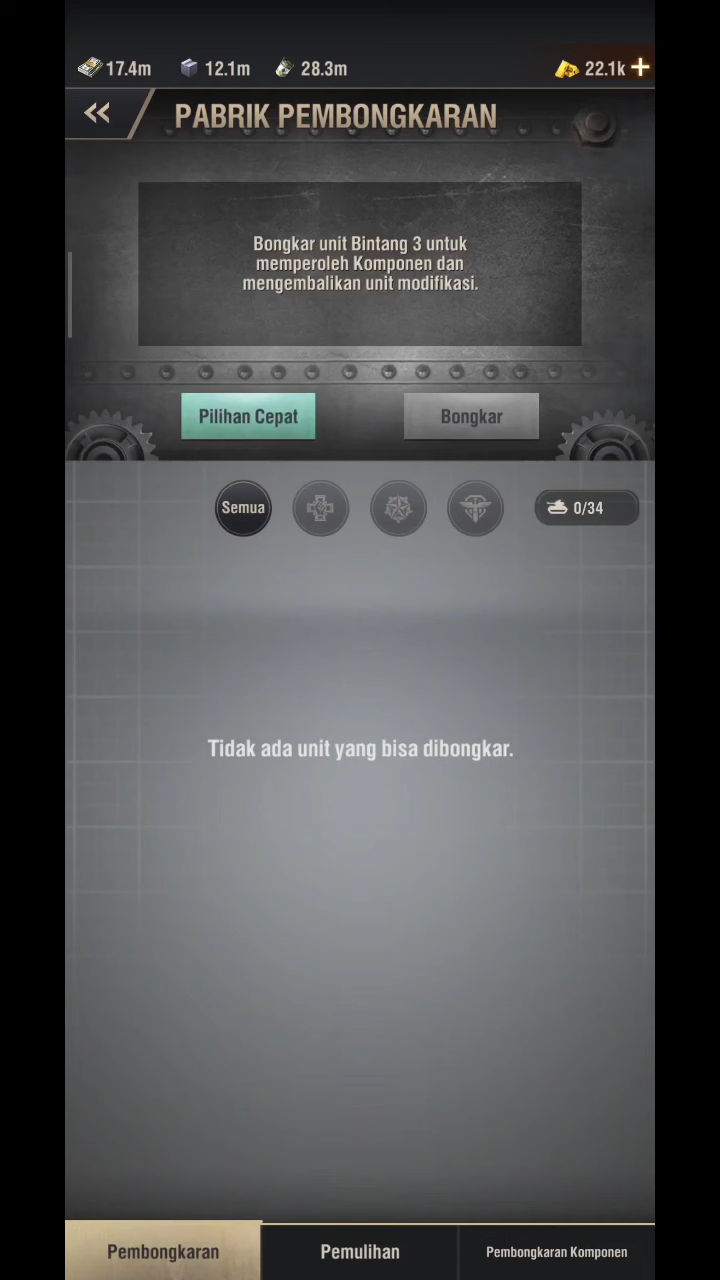 17.4m 12.1m 28.3m 22.1k
PABRIK PEMBONGKARAN
Bongkar unit Bintang 3 untuk
memperoleh Komponen dan
mengembalikan unit modifikasi.
Pilihan Cepat Bongkar
Semua 0/34
Tidak ada unit yang bisa dibongkar.
Pembongkaran Pemulihan Pembongkaran Komponen